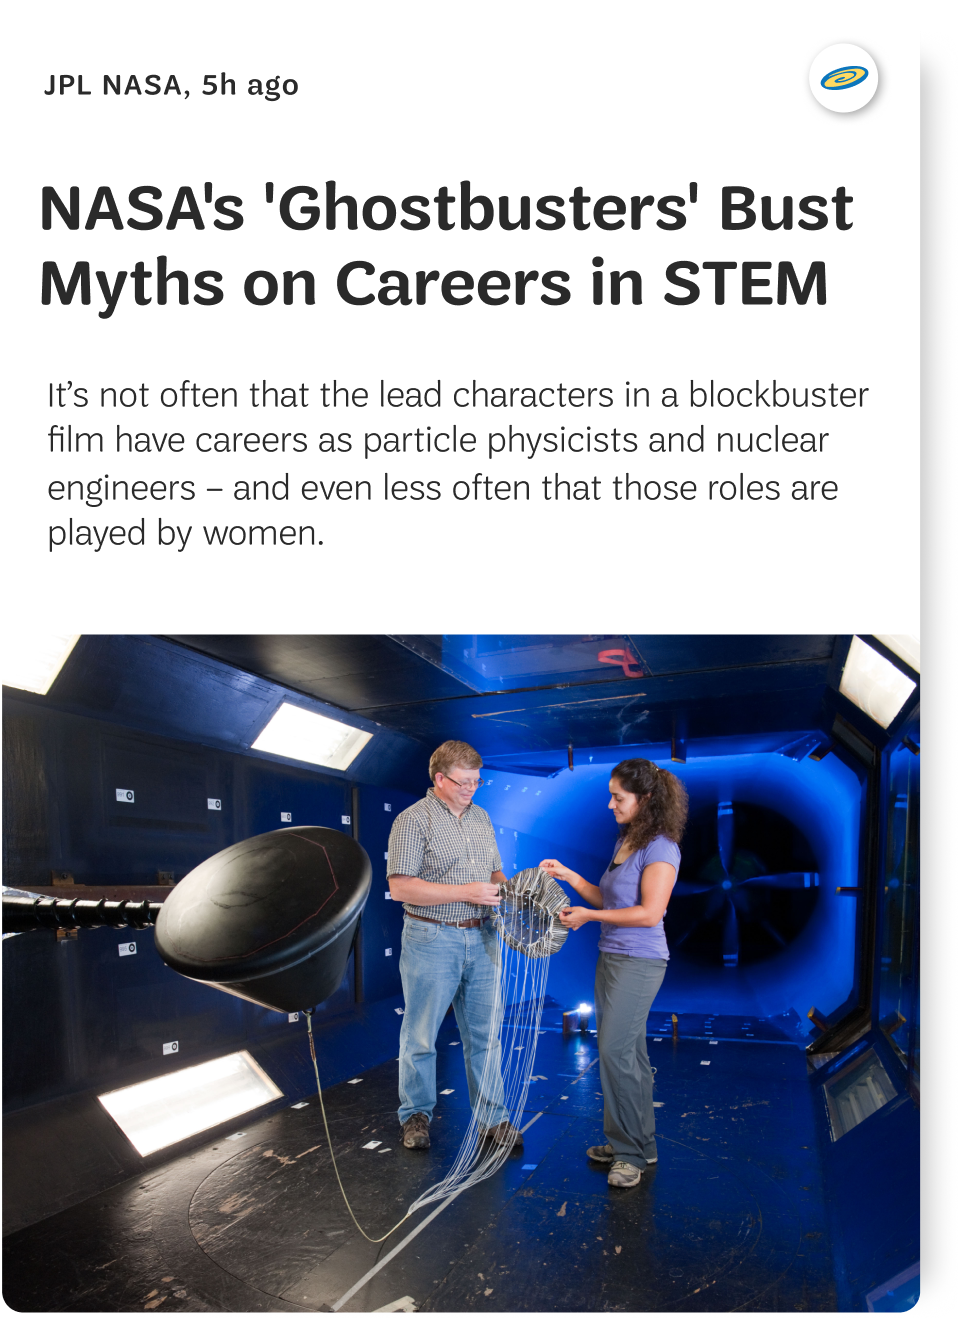 JPL NASA, 5h ago
NASA's 'Ghostbusters' Bust
Myths on Careers in STEM
It’s not often that the lead characters in a blockbuster
film have careers as particle physicists and nuclear
engineers – and even less often that those roles are
played by women.